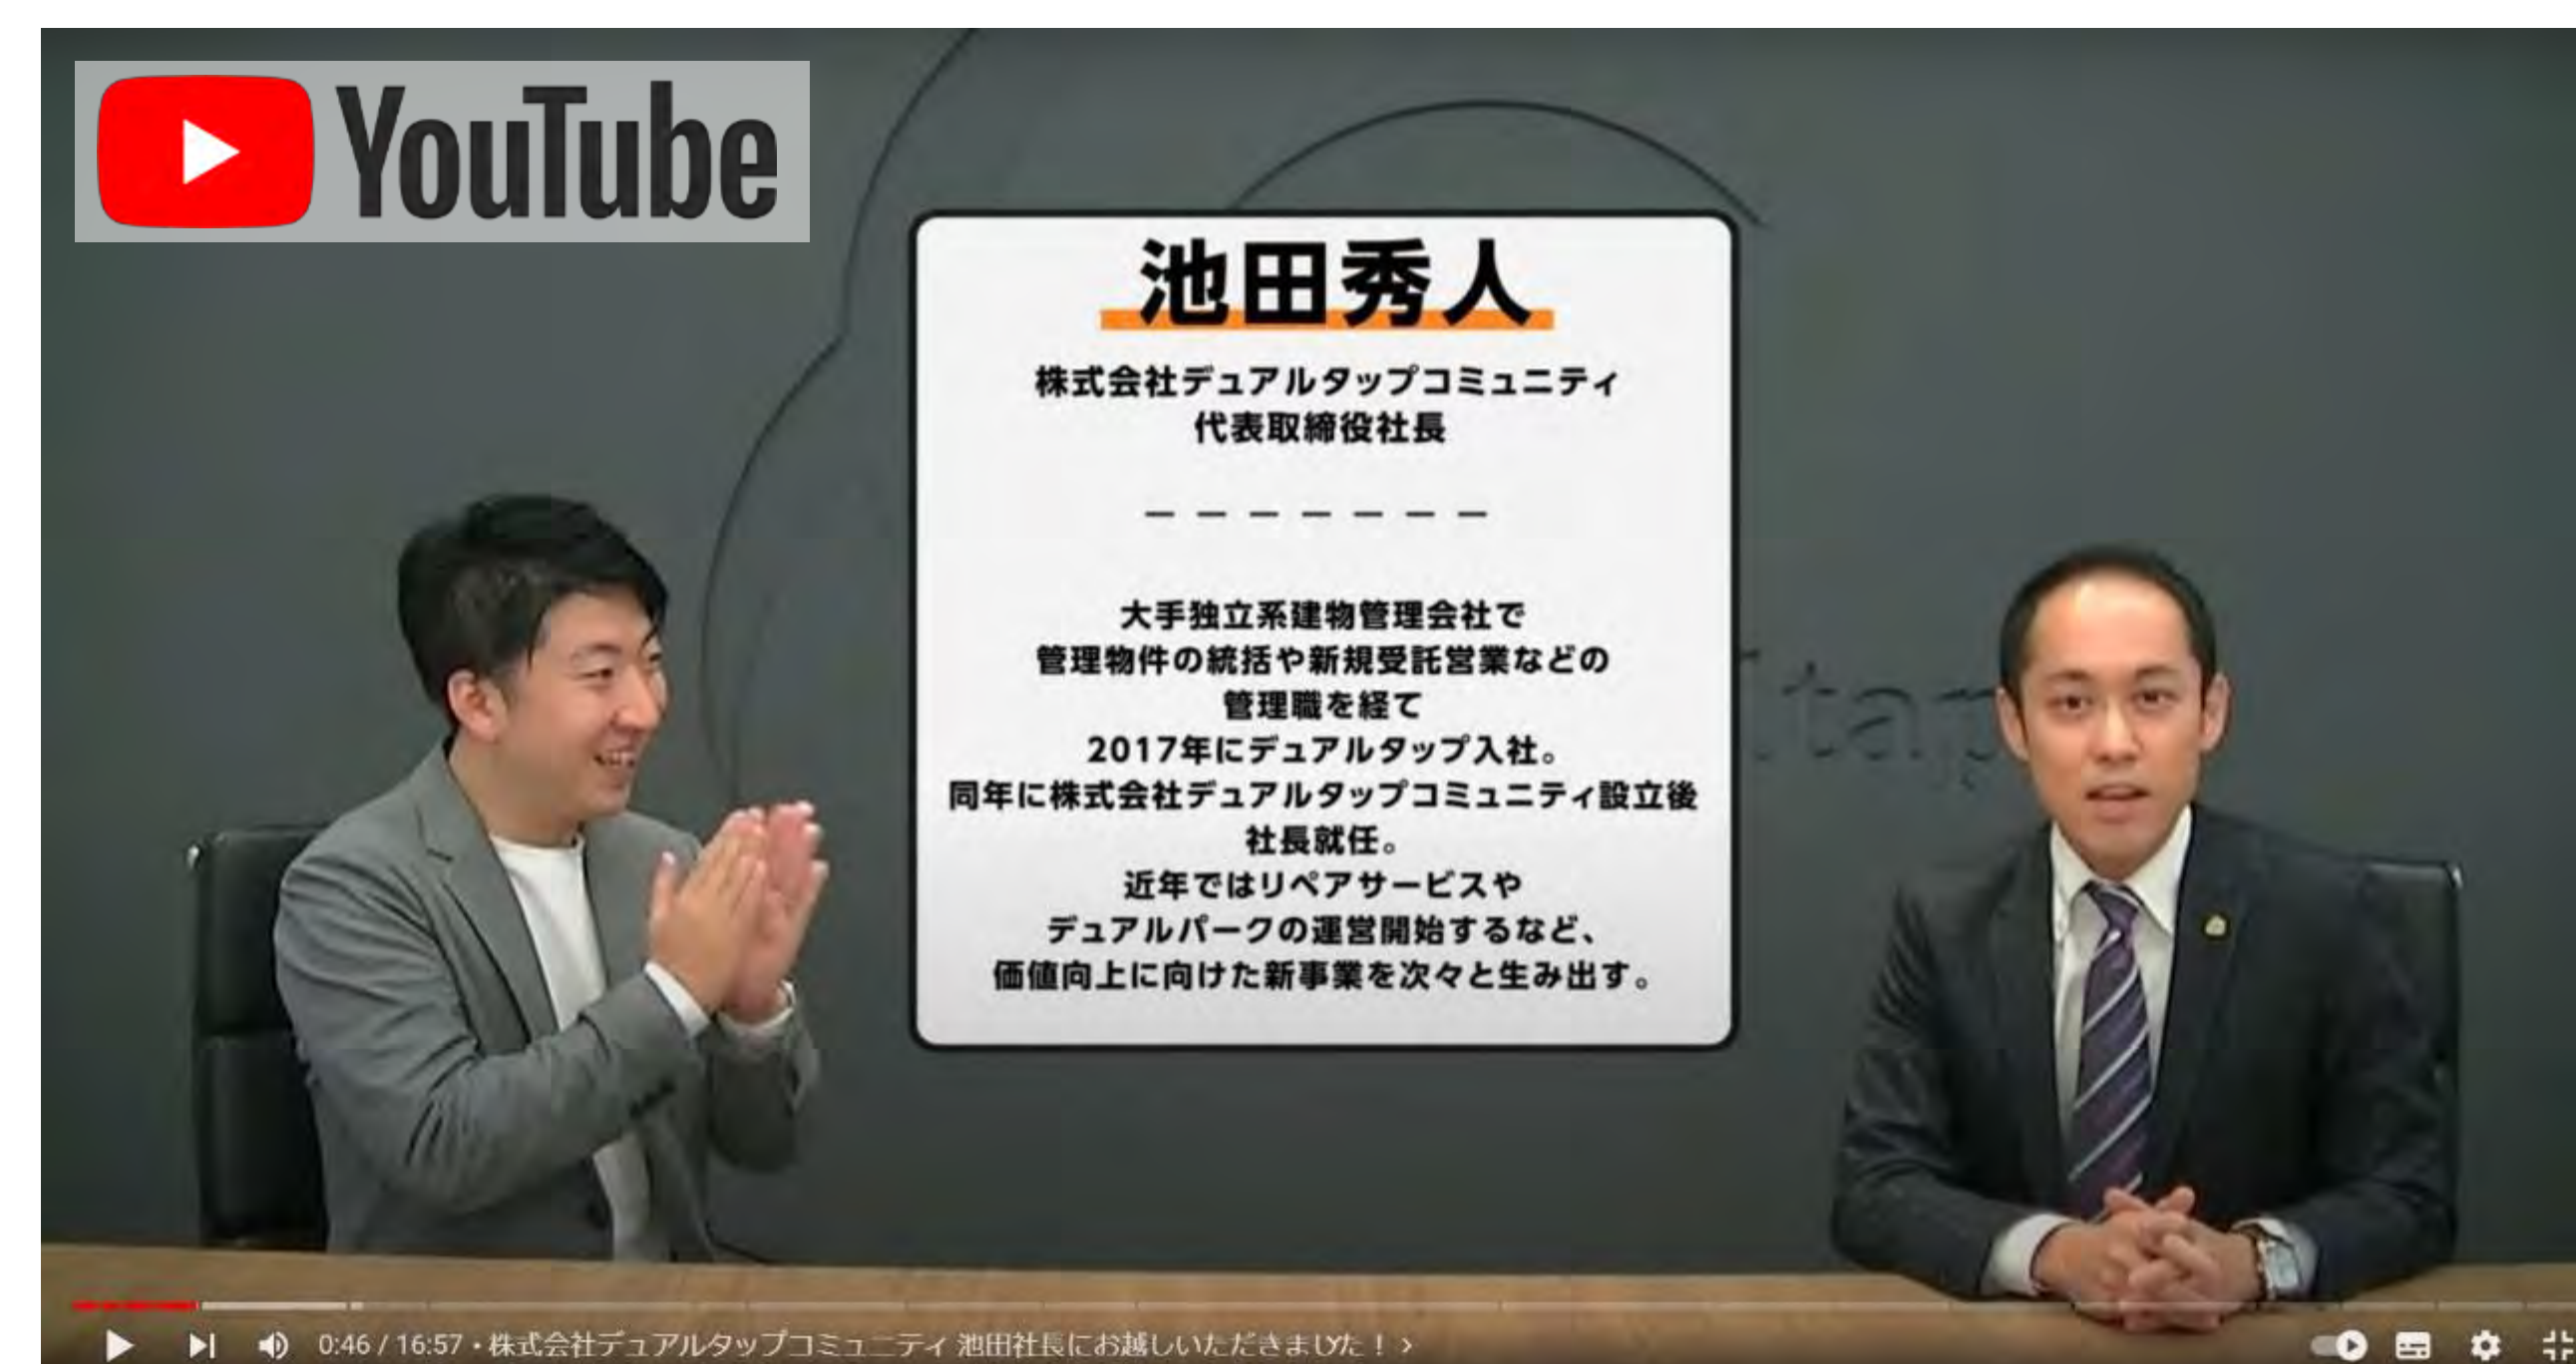 YouTube
池田秀人
株式会社デュアルタップコミュニティ
代表取締役社長
大手独立系建物管理会社で
管理物件の統括や新規受託営業などの
管理職を経て
2017年にデュアルタップ入社。
同年に株式会社デュアルタップコミュニティ設立後
社長就任。
近年ではリペアサービスや
デュアルパークの運営開始するなど、
価値向上に向けた新事業を次々と生み出す。
0:46 / 16:57・株式会社デュアルタップコミュニティ 池田社長にお越しいただきました！ >